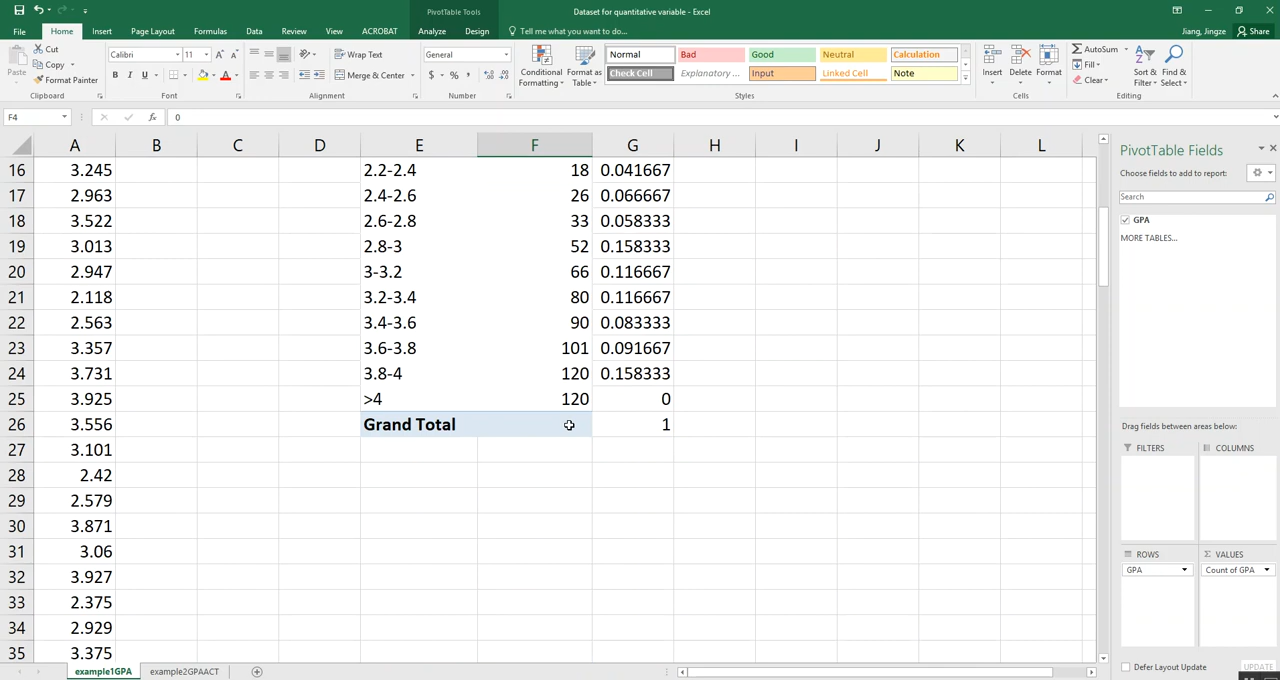 PivotTable Tools
Dataset for quantitative variable - Excel
File Home Insert Page Layout Formulas Data Review View ACROBAT Analyze Design Tell me what you want to do... Jiang, Jingze Share
Paste Cut Calibri 11 Wrap Text General Conditional Formatting Format as Table Normal Bad Good Neutral Calculation Insert Delete Format AutoSum Sort & Filter Find & Select
Copy Fill
Format Painter B I U A Merge & Center $ % Check Cell Explanatory ... Input Linked Cell Note Clear
Clipboard Font Alignment Number Styles Cells Editing
F4 fx 0
A B C D E F G H I J K L
16 3.245 2.2-2.4 18 0.041667
17 2.963 2.4-2.6 26 0.066667
18 3.522 2.6-2.8 33 0.058333
19 3.013 2.8-3 52 0.158333
20 2.947 3-3.2 66 0.116667
21 2.118 3.2-3.4 80 0.116667
22 2.563 3.4-3.6 90 0.083333
23 3.357 3.6-3.8 101 0.091667
24 3.731 3.8-4 120 0.158333
25 3.925 >4 120 0
26 3.556 Grand Total 1
27 3.101
28 2.42
29 2.579
30 3.871
31 3.06
32 3.927
33 2.375
34 2.929
35 3.375
example1GPA example2GPAACT
PivotTable Fields
Choose fields to add to report:
Search
GPA
MORE TABLES...
Drag fields between areas below:
FILTERS COLUMNS
ROWS Σ VALUES
GPA Count of GPA
Defer Layout Update UPDATE